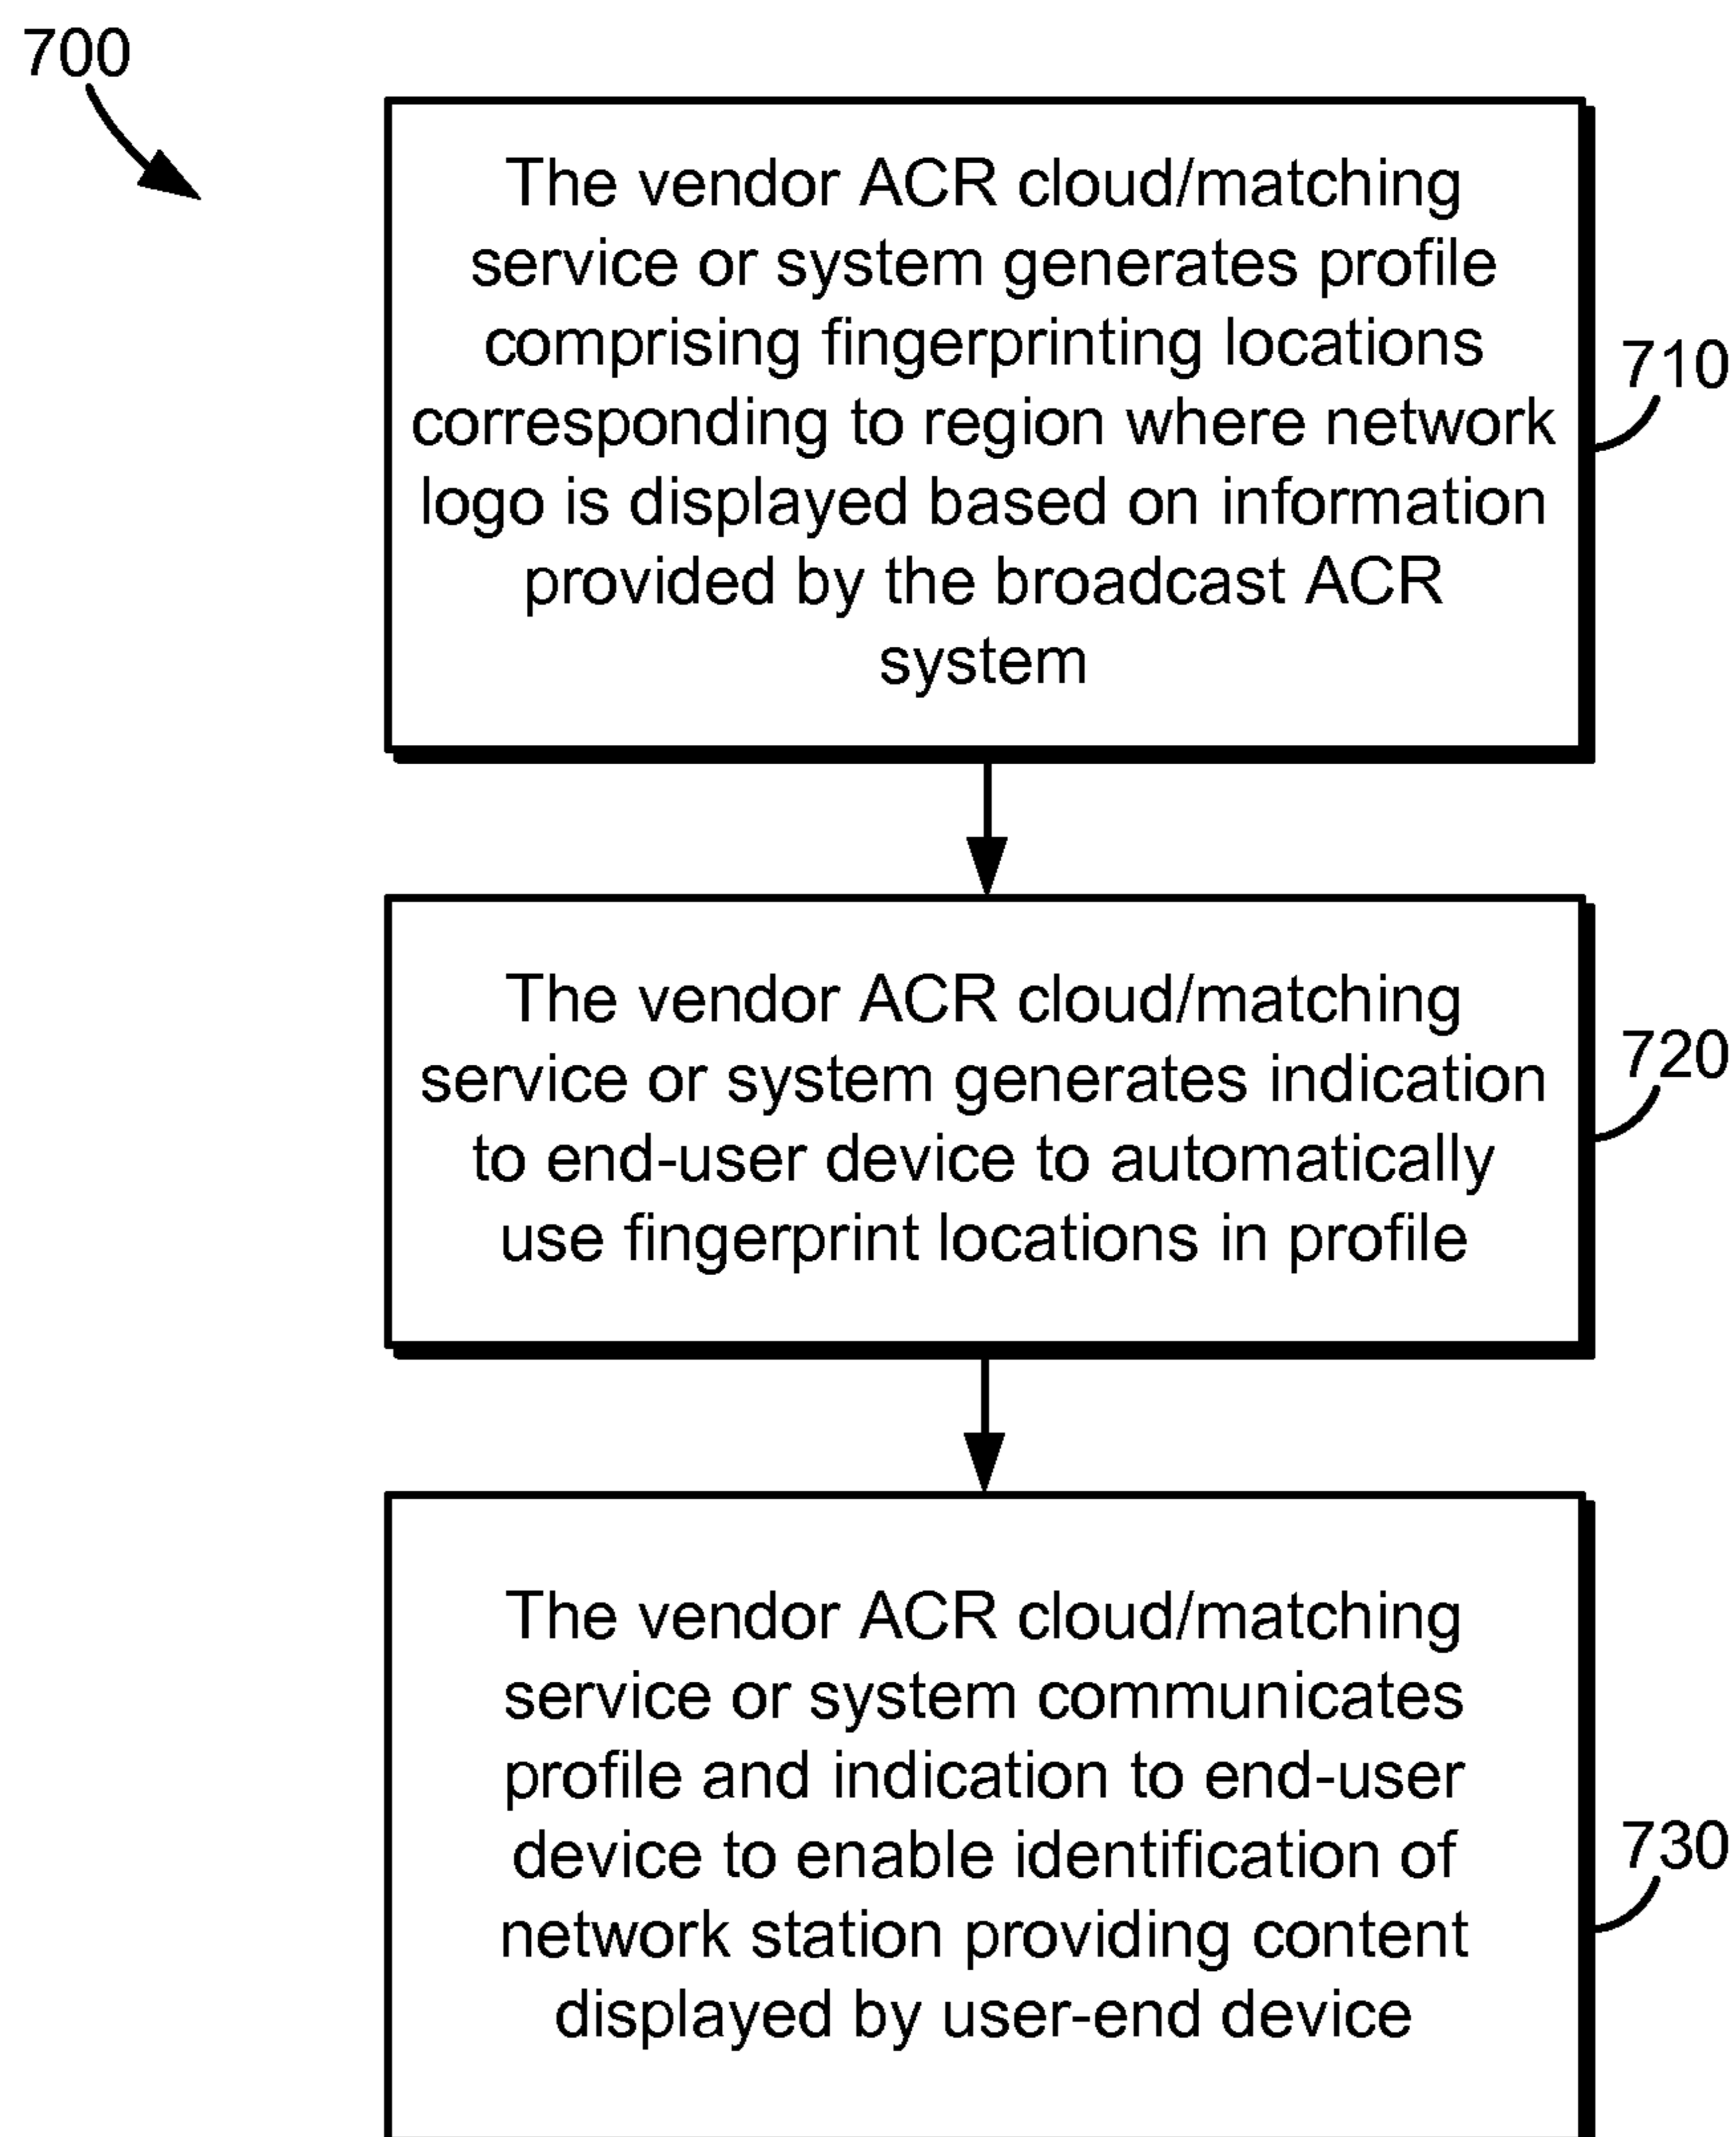 700
The vendor ACR cloud/matching
service or system generates profile
comprising fingerprinting locations
corresponding to region where network
logo is displayed based on information
provided by the broadcast ACR
system
710
The vendor ACR cloud/matching
service or system generates indication
to end-user device to automatically
use fingerprint locations in profile
720
The vendor ACR cloud/matching
service or system communicates
profile and indication to end-user
device to enable identification of
network station providing content
displayed by user-end device
730